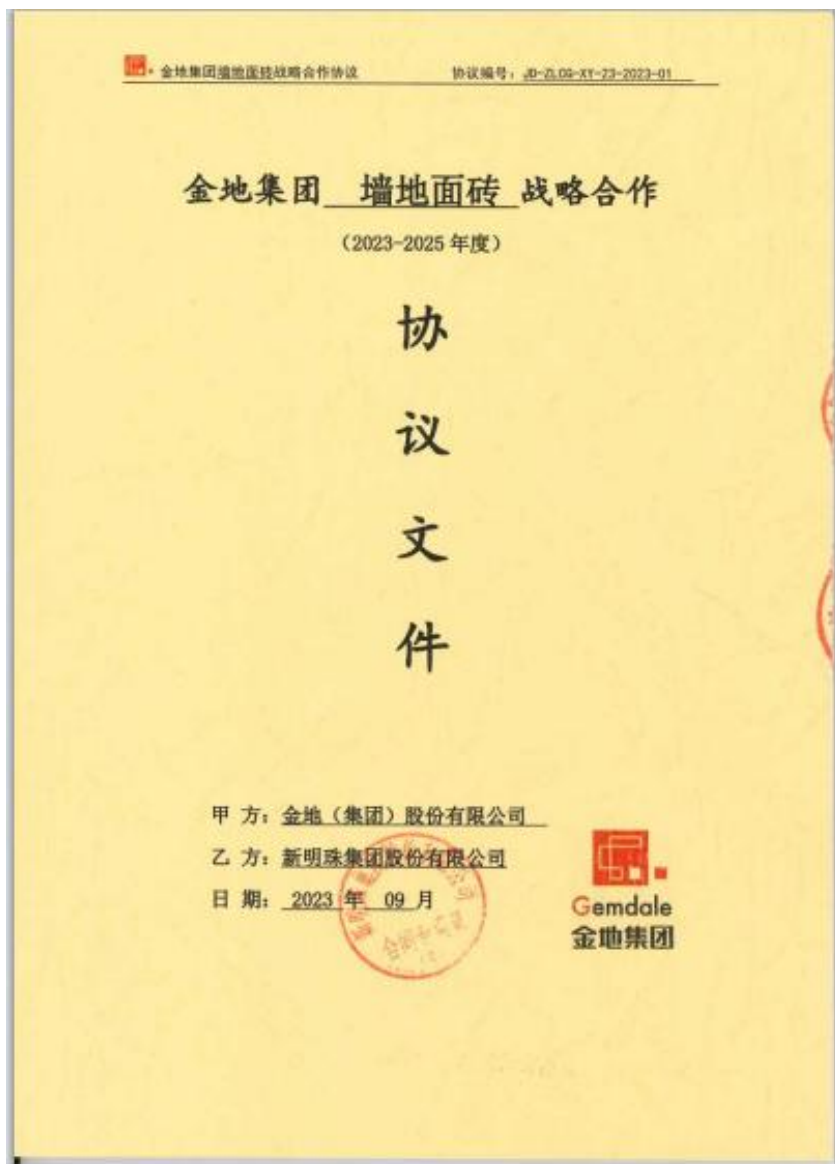 金地集团墙地面砖战略合作协议 协议编号：JD-ZLCG-XY-23-2023-01
金地集团 墙地面砖 战略合作
（2023-2025 年度）
协
议
文
件
甲 方：金地（集团）股份有限公司
乙 方：新明珠集团股份有限公司
日 期：2023 年 09 月
Gemdale
金地集团